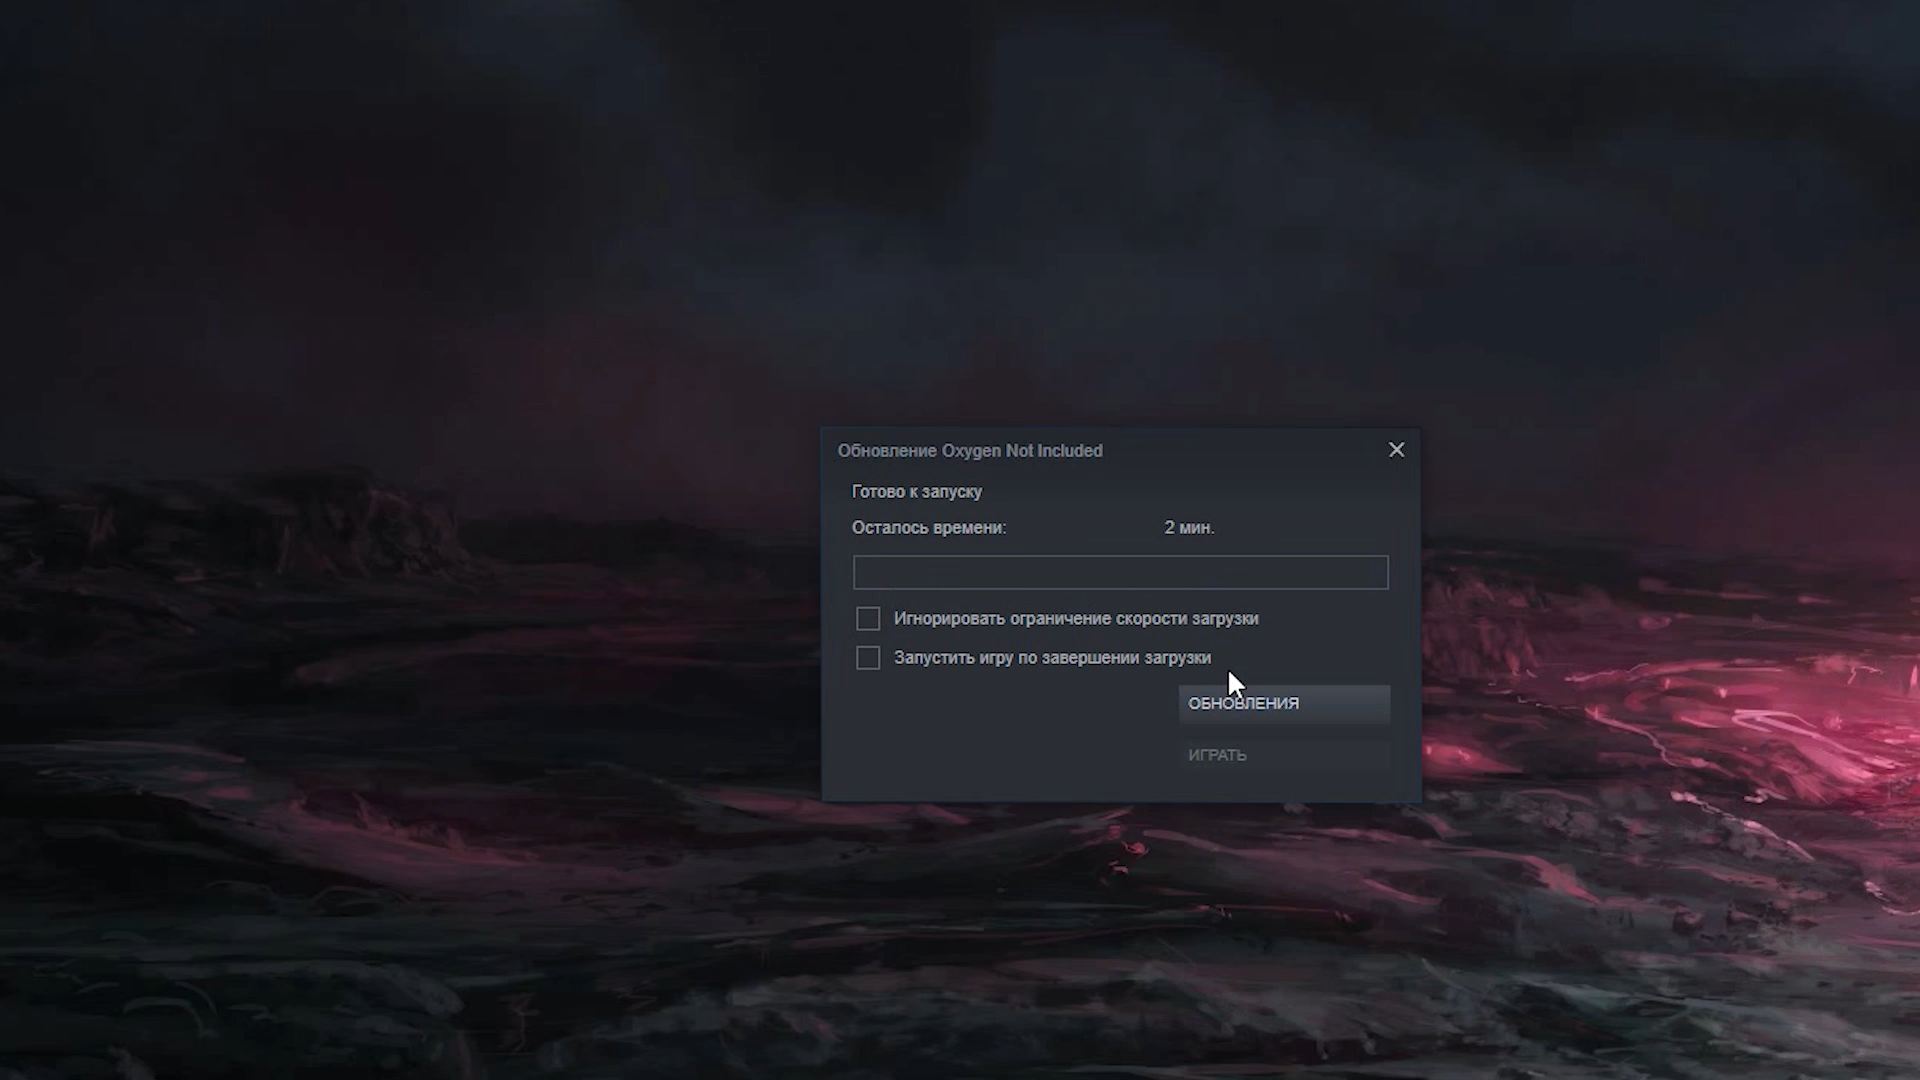 Обновление Oxygen Not Included
Готово к запуску
Осталось времени: 2 мин.
Игнорировать ограничение скорости загрузки
Запустить игру по завершении загрузки
ОБНОВЛЕНИЯ
ИГРАТЬ